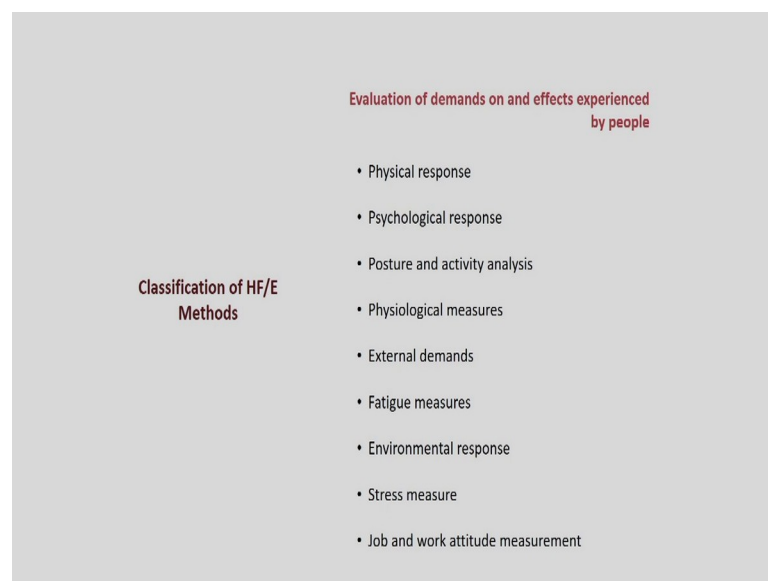 Evaluation of demands on and effects experienced
by people
Classification of HF/E
Methods
• Physical response
• Psychological response
• Posture and activity analysis
• Physiological measures
• External demands
• Fatigue measures
• Environmental response
• Stress measure
• Job and work attitude measurement